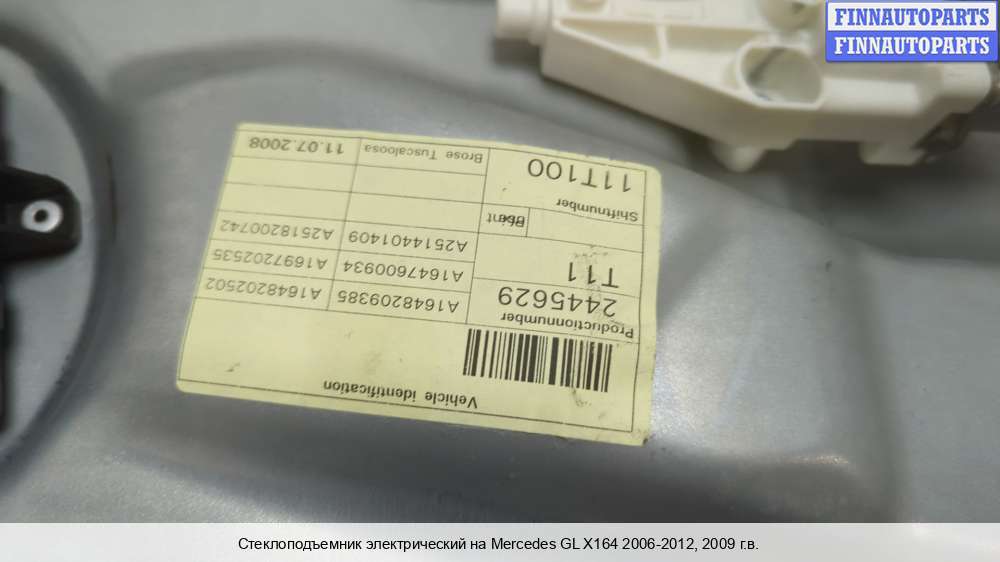 FINNAUTOPARTS
FINNAUTOPARTS
Vehicle identification
Productionnumber
2445629
T11
A1648209385 A1648202502
A1647600934 A1697202535
A2514401409 A2518200742
Shiftnumber
11T100
Brose Tuscaloosa 11.07.2008
Стеклоподъемник электрический на Mercedes GL X164 2006-2012, 2009 г.в.